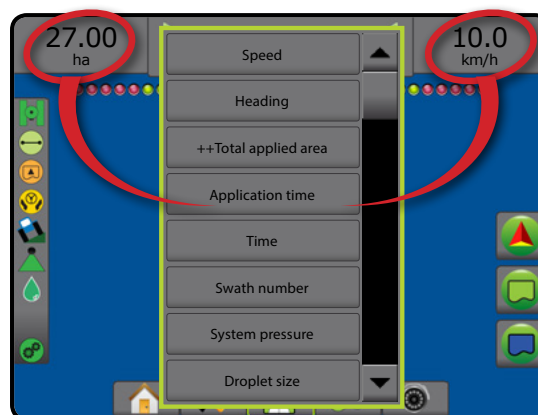 27.00
ha
10.0
km/h
Speed
Heading
++Total applied area
Application time
Time
Swath number
System pressure
Droplet size